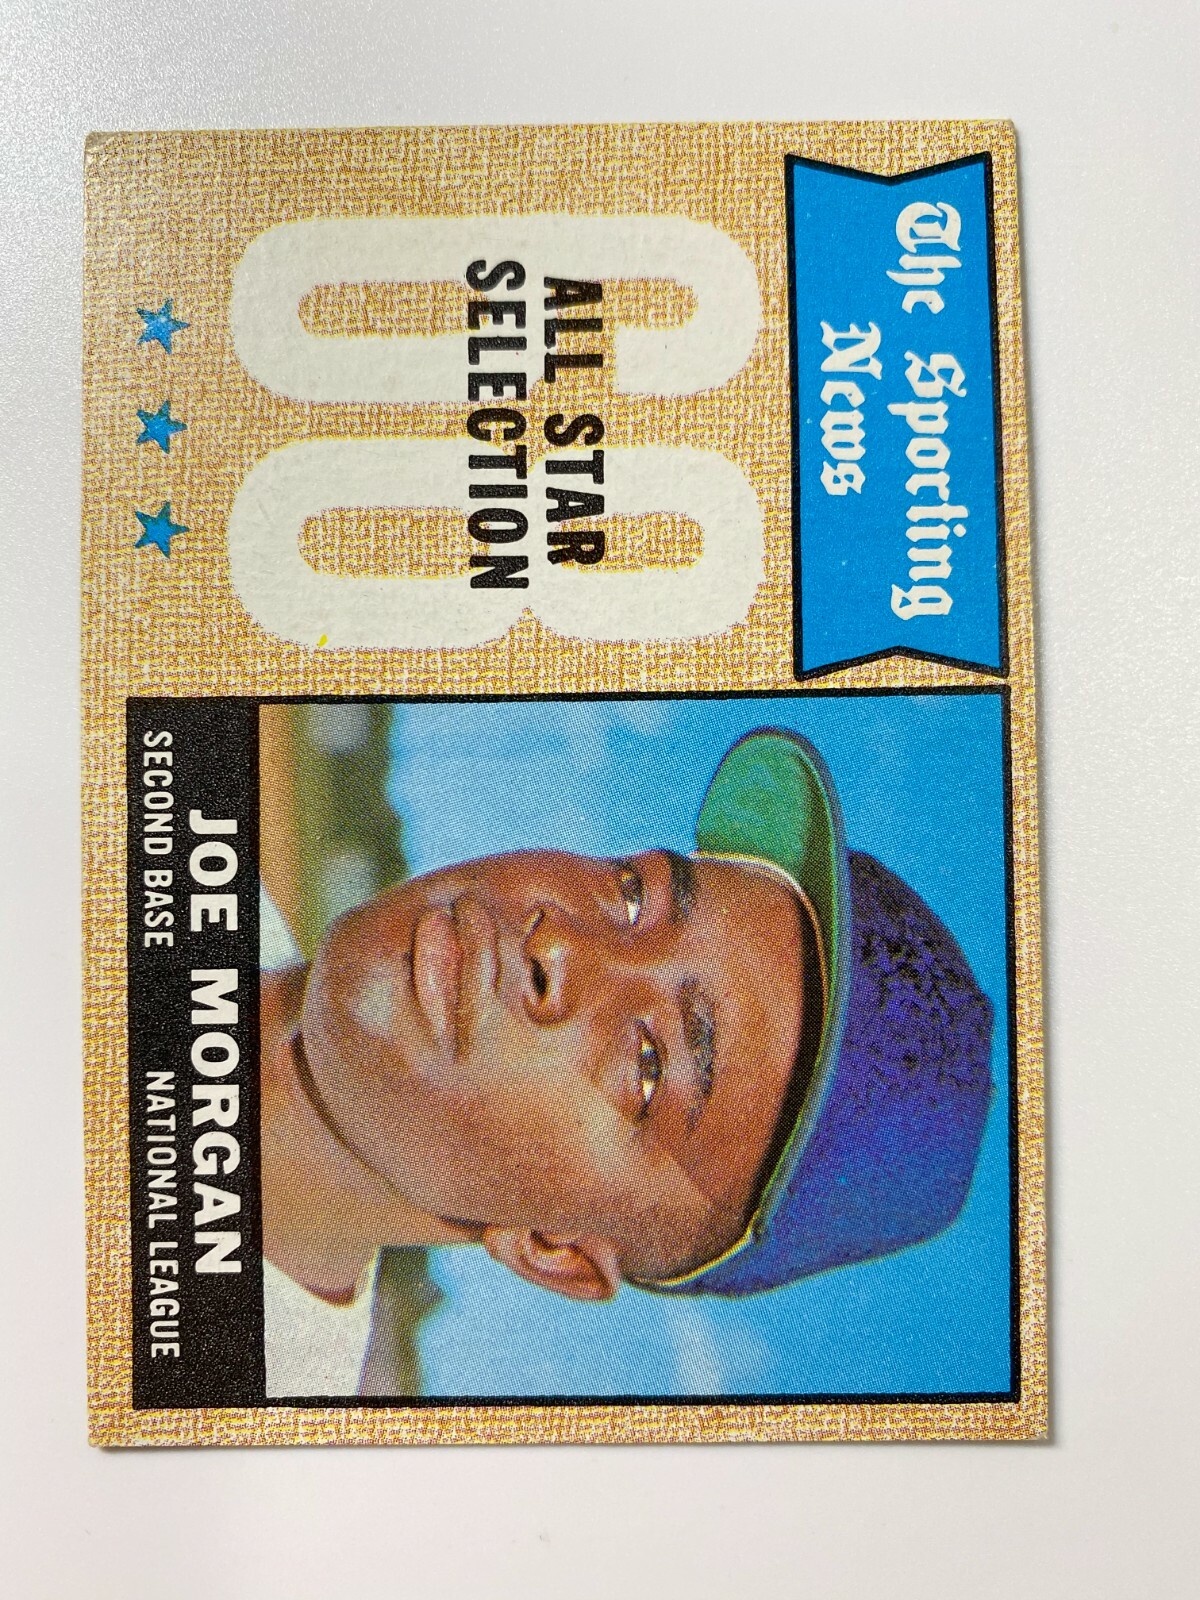 The Sporting
News
68
ALL STAR
SELECTION
JOE MORGAN
SECOND BASE NATIONAL LEAGUE